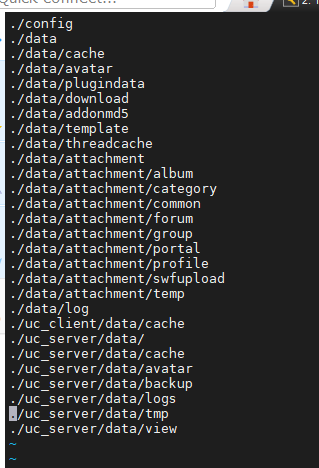 Quick connect...
2. 1
./config
./data
./data/cache
./data/avatar
./data/plugindata
./data/download
./data/addonmd5
./data/template
./data/threadcache
./data/attachment
./data/attachment/album
./data/attachment/category
./data/attachment/common
./data/attachment/forum
./data/attachment/group
./data/attachment/portal
./data/attachment/profile
./data/attachment/swfupload
./data/attachment/temp
./data/log
./uc_client/data/cache
./uc_server/data/
./uc_server/data/cache
./uc_server/data/avatar
./uc_server/data/backup
./uc_server/data/logs
./uc_server/data/tmp
./uc_server/data/view
~
~